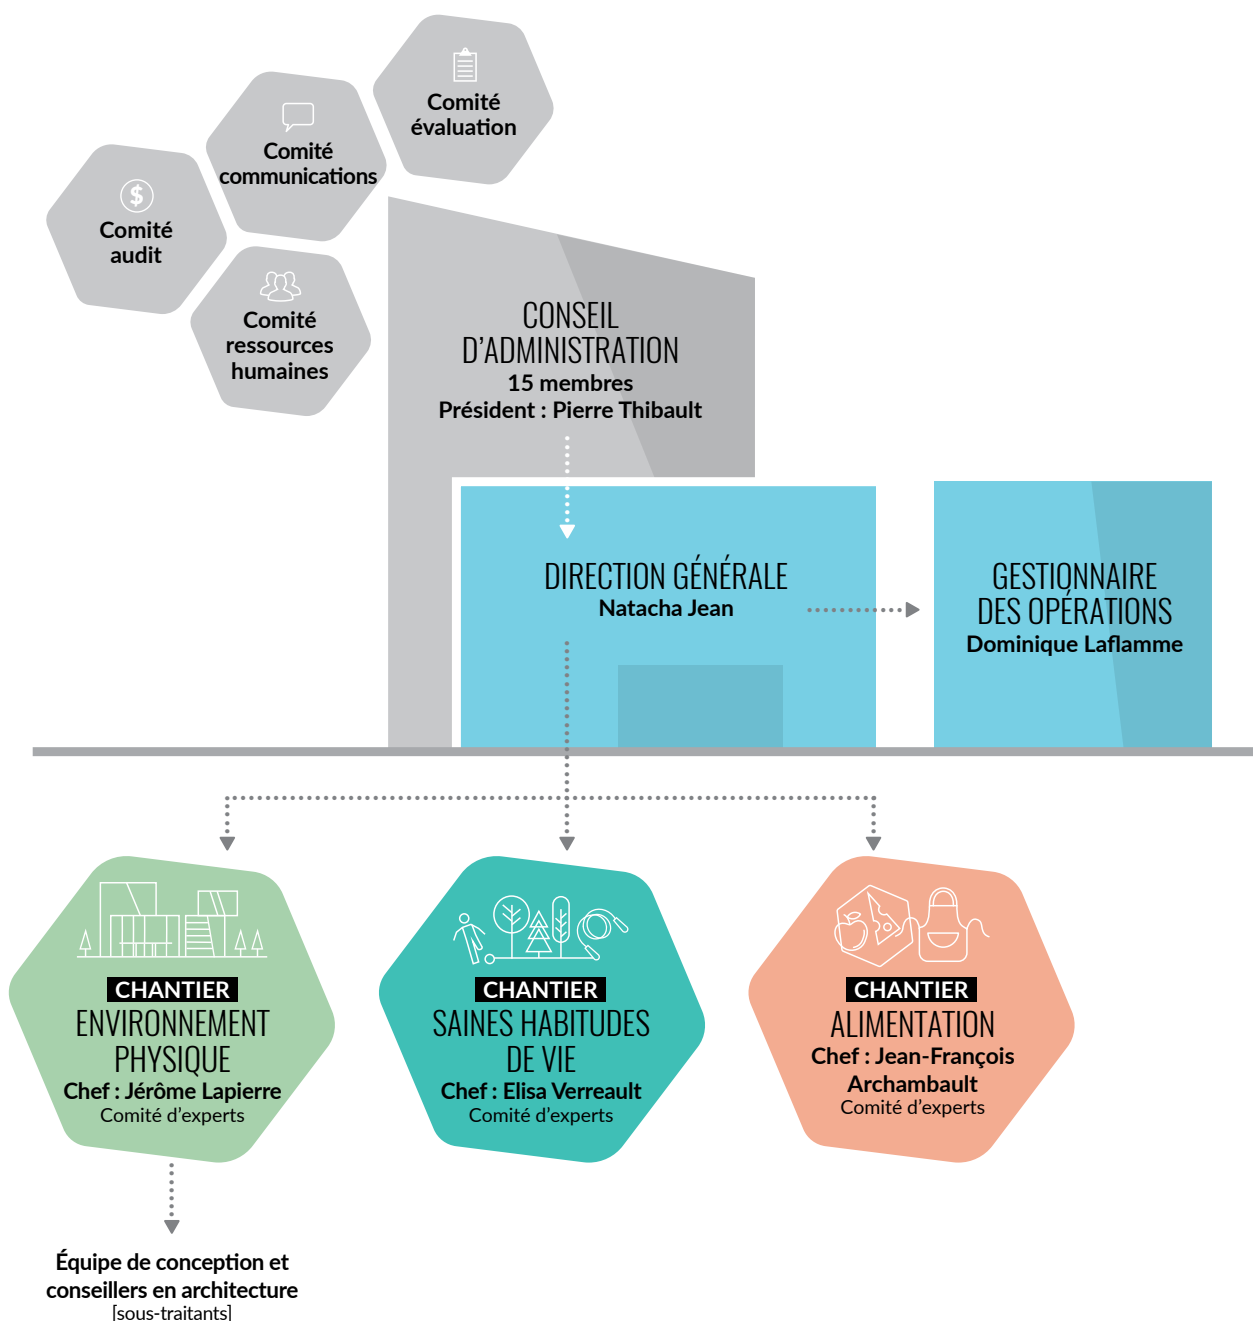 Comité
évaluation
Comité
communications
$
Comité
audit
Comité
ressources
humaines
CONSEIL
D'ADMINISTRATION
15 membres
Président : Pierre Thibault
DIRECTION GÉNÉRALE
Natacha Jean
GESTIONNAIRE
DES OPÉRATIONS
Dominique Laflamme
CHANTIER
ENVIRONNEMENT
PHYSIQUE
Chef : Jérôme Lapierre
Comité d'experts
CHANTIER
SAINES HABITUDES
DE VIE
Chef : Elisa Verreault
Comité d'experts
CHANTIER
ALIMENTATION
Chef : Jean-François
Archambault
Comité d'experts
Équipe de conception et
conseillers en architecture
[sous-traitants]